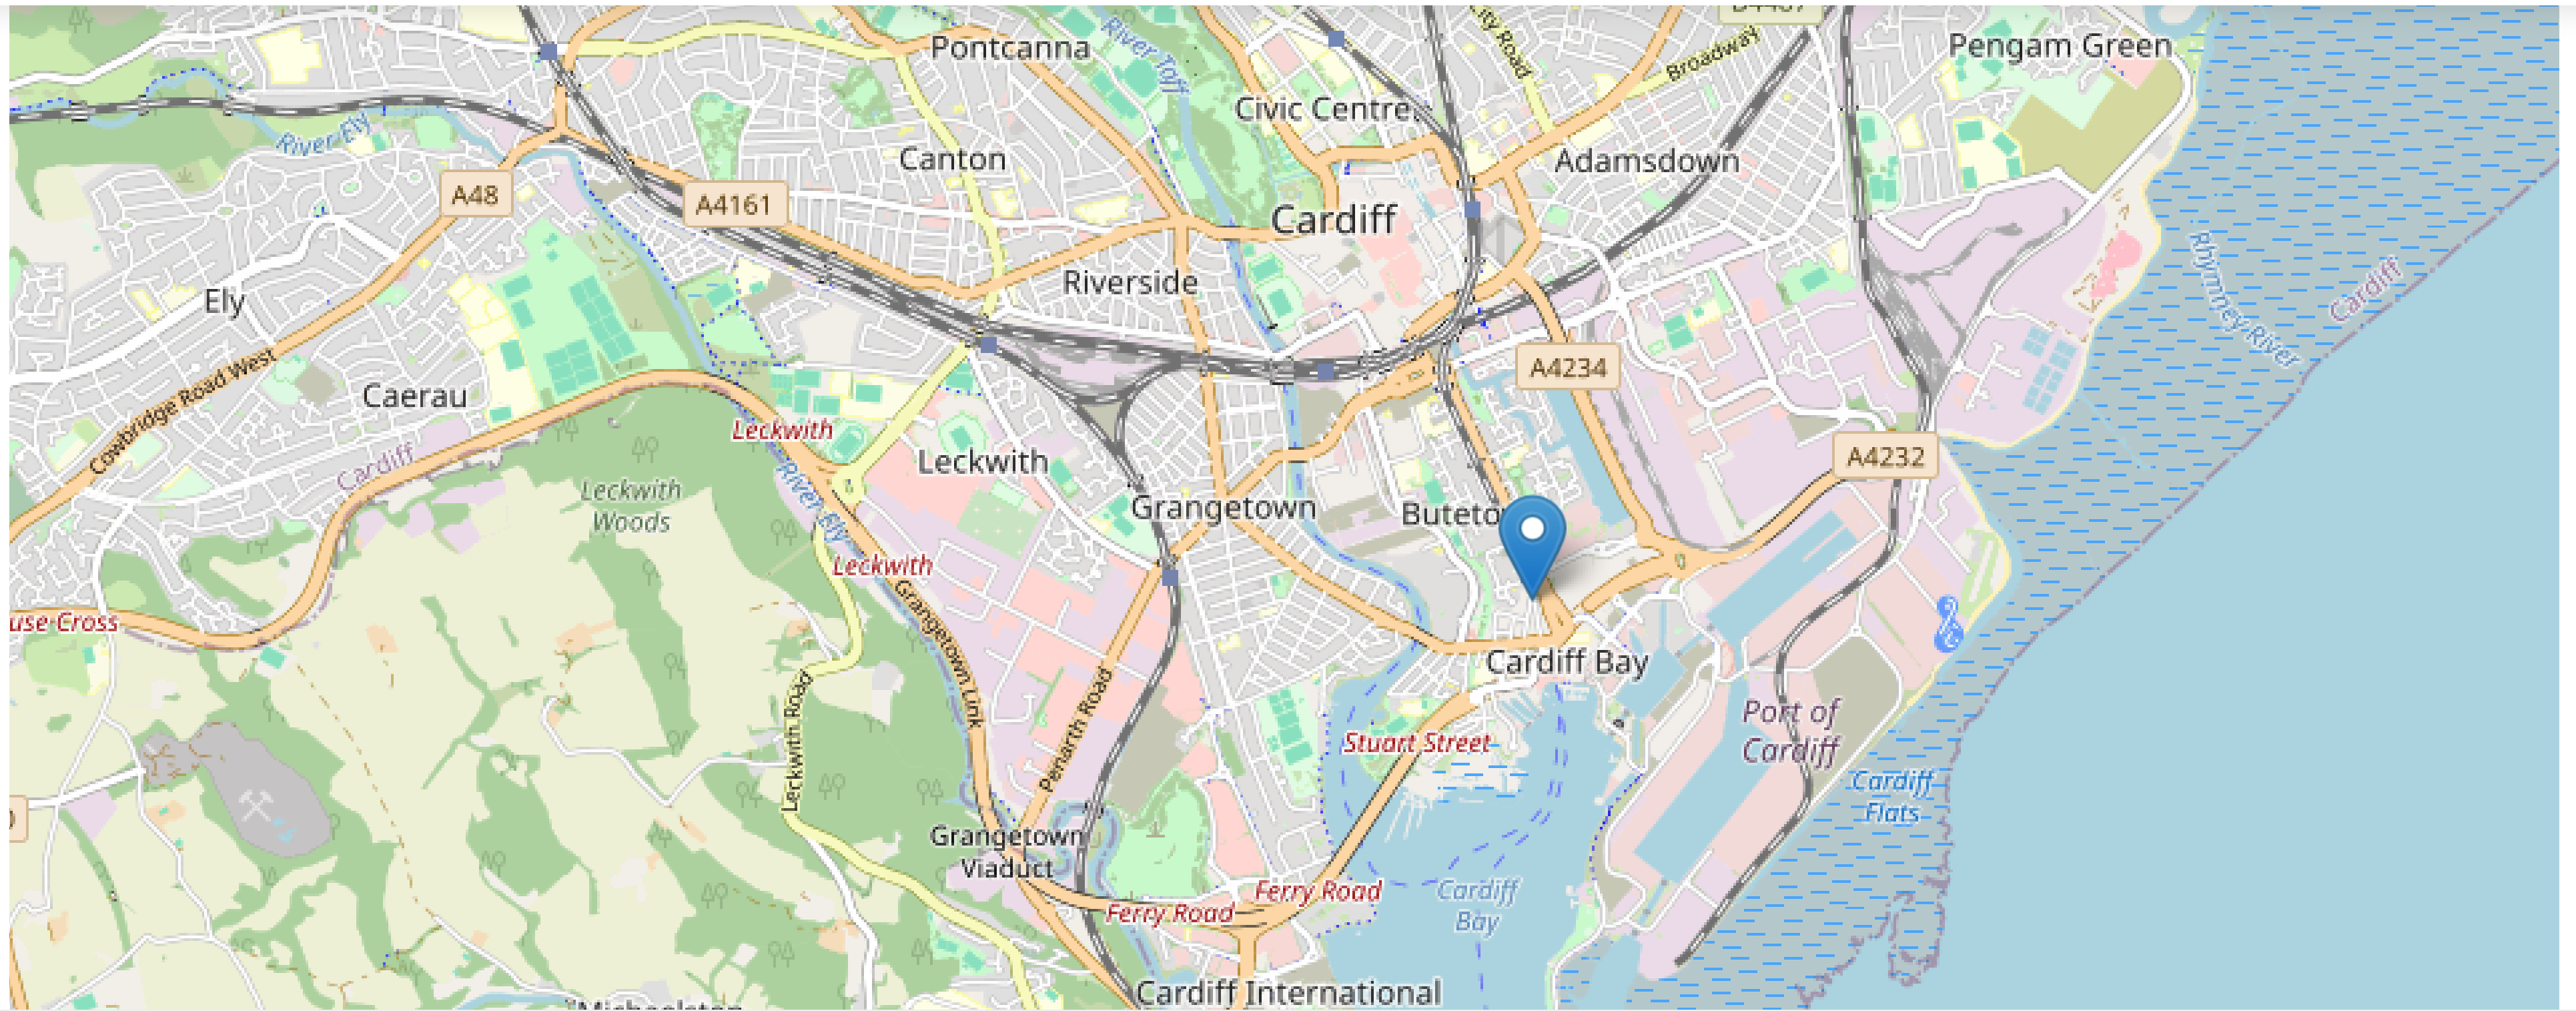 Pontcanna
River Taff
ty Road
Broadway
B4487
Pengam Green
Civic Centre
River Ely
Canton
Adamsdown
A48
A4161
Cardiff
Riverside
Ely
Rhymney River
Cardiff
Cowbridge Road West
Caerau
A4234
Leckwith
Cardiff
Leckwith
A4232
Leckwith
Woods
River Ely
Grangetown
Buteto
Leckwith
Grangetown Link
use Cross
Cardiff Bay
Leckwith Road
Penarth Road
Port of
Cardiff
Stuart Street
Cardiff
Flats
Grangetown
Viaduct
Ferry Road
Ferry Road
Cardiff
Bay
Cardiff International